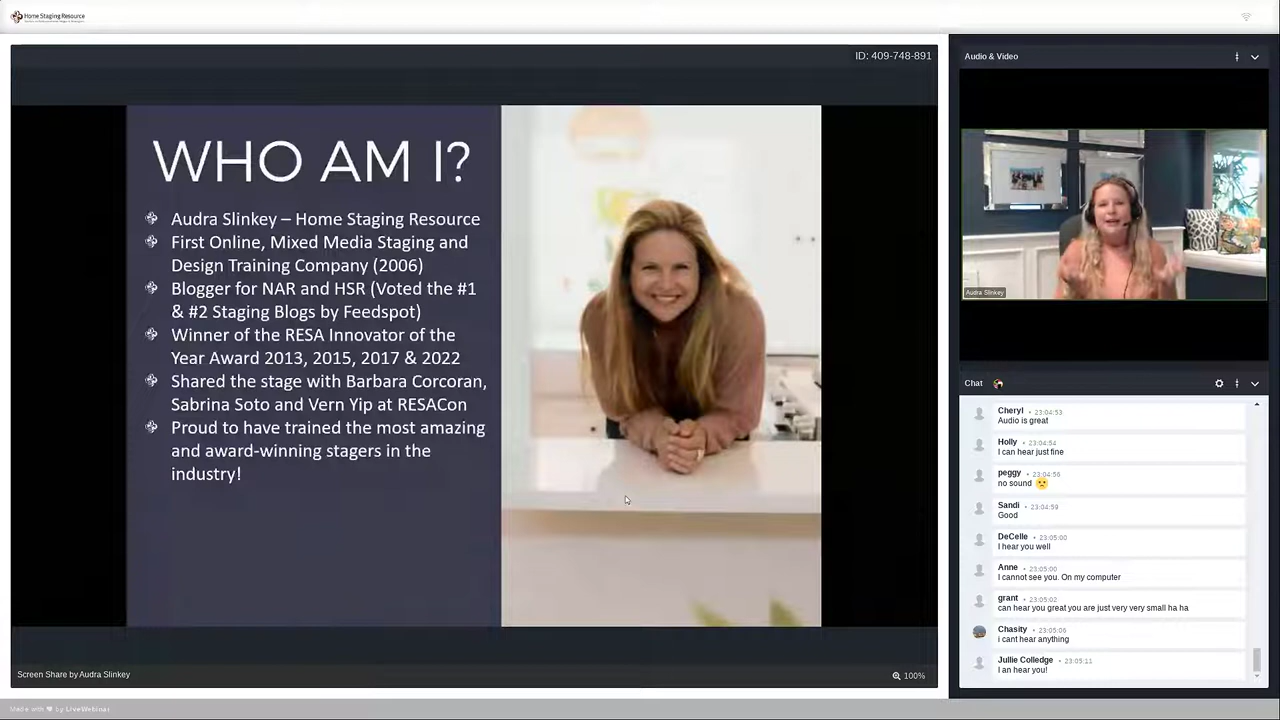 Home Staging Resource
ID: 409-748-891
WHO AM I?
Audra Slinkey – Home Staging Resource
First Online, Mixed Media Staging and
Design Training Company (2006)
Blogger for NAR and HSR (Voted the #1
& #2 Staging Blogs by Feedspot)
Winner of the RESA Innovator of the
Year Award 2013, 2015, 2017 & 2022
Shared the stage with Barbara Corcoran,
Sabrina Soto and Vern Yip at RESACon
Proud to have trained the most amazing
and award-winning stagers in the
industry!
Screen Share by Audra Slinkey
100%
Audio & Video
Audra Slinkey
Chat
Cheryl • 23:04:53
Audio is great
Holly • 23:04:54
I can hear just fine
peggy • 23:04:56
no sound
Sandi • 23:04:59
Good
DeCelle • 23:05:00
I hear you well
Anne • 23:05:00
I cannot see you. On my computer
grant • 23:05:02
can hear you great you are just very very small ha ha
Chasity • 23:05:06
i cant hear anything
Jullie Colledge • 23:05:11
I an hear you!
Made with ♥ by LiveWebinar